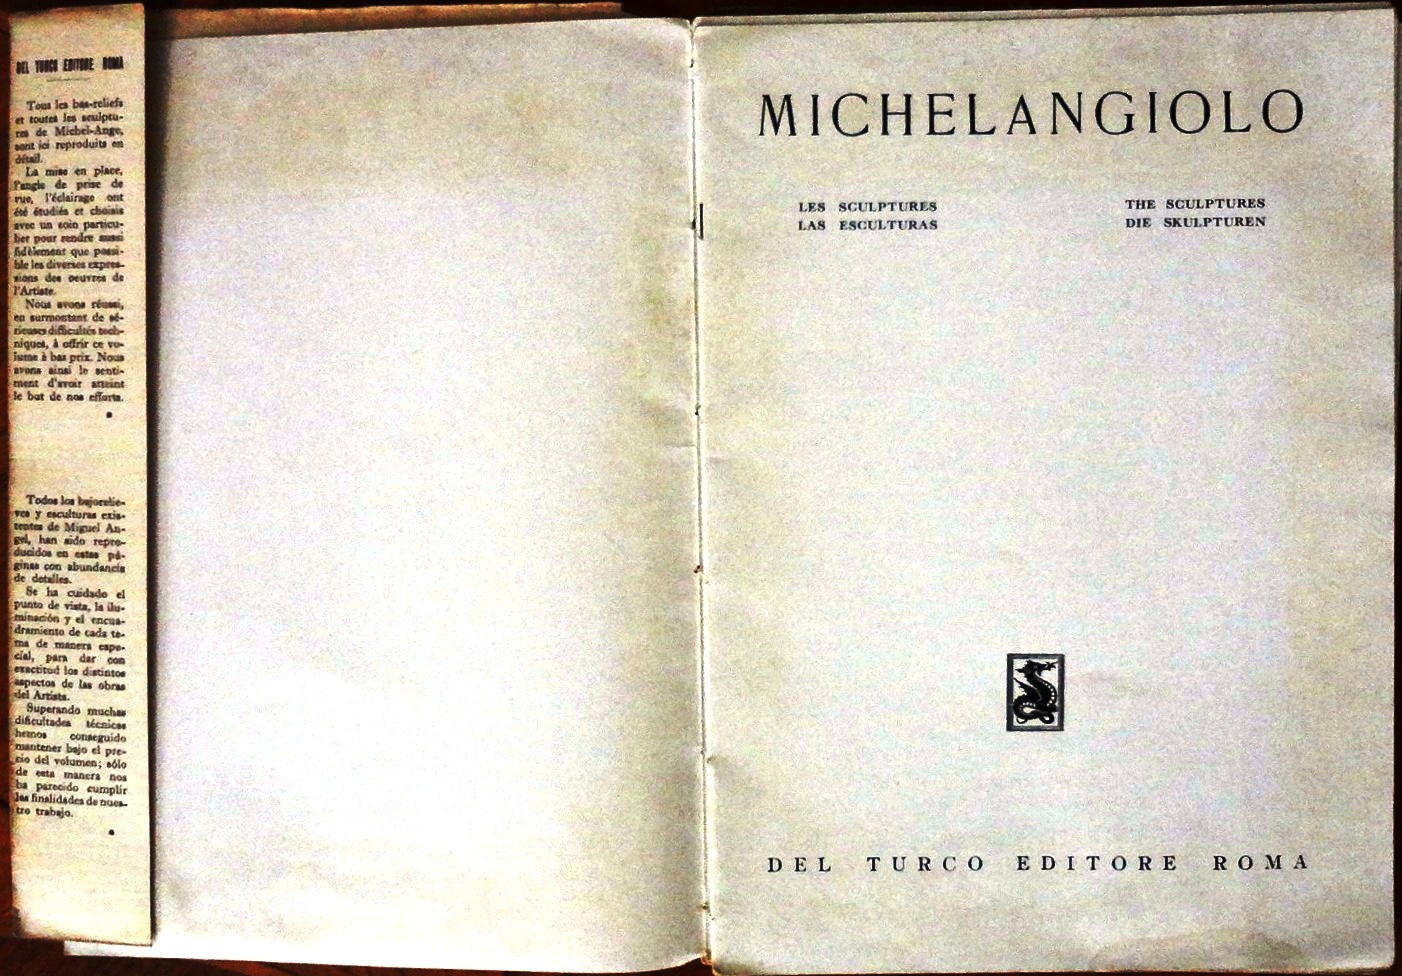 DEL TURCO EDITORE ROMA
Tous les bas-reliefs
et toutes les sculptu-
res de Michel-Ange,
sont ici reproduits en
détail.
La mise en place,
l'angle de prise de
vue, l'éclairage ont
été étudiés et choisis
avec un soin particu-
lier pour rendre aussi
fidèlement que possi-
ble les diverses expres-
sions des oeuvres de
l'Artiste.
Nous avons réussi,
en surmontant de sé-
rieuses difficultés tech-
niques, à offrir ce vo-
lume à bas prix. Nous
avons ainsi le senti-
ment d'avoir atteint
le but de nos efforts.
Todos los bajorelie-
ves y esculturas exis-
tentes de Miguel An-
gel, han sido repro-
ducidos en estas pá-
ginas con abundancia
de detalles.
Se ha cuidado el
punto de vista, la ilu-
minación y el encua-
dramiento de cada te-
ma de manera espe-
cial, para dar con
exactitud los distintos
aspectos de las obras
del Artista.
Superando muchas
dificultades técnicas
hemos conseguido
mantener bajo el pre-
cio del volumen; sólo
de esta manera nos
ha parecido cumplir
las finalidades de nues-
tro trabajo.
MICHELANGIOLO
LES SCULPTURES THE SCULPTURES
LAS ESCULTURAS DIE SKULPTUREN
DEL TURCO EDITORE ROMA